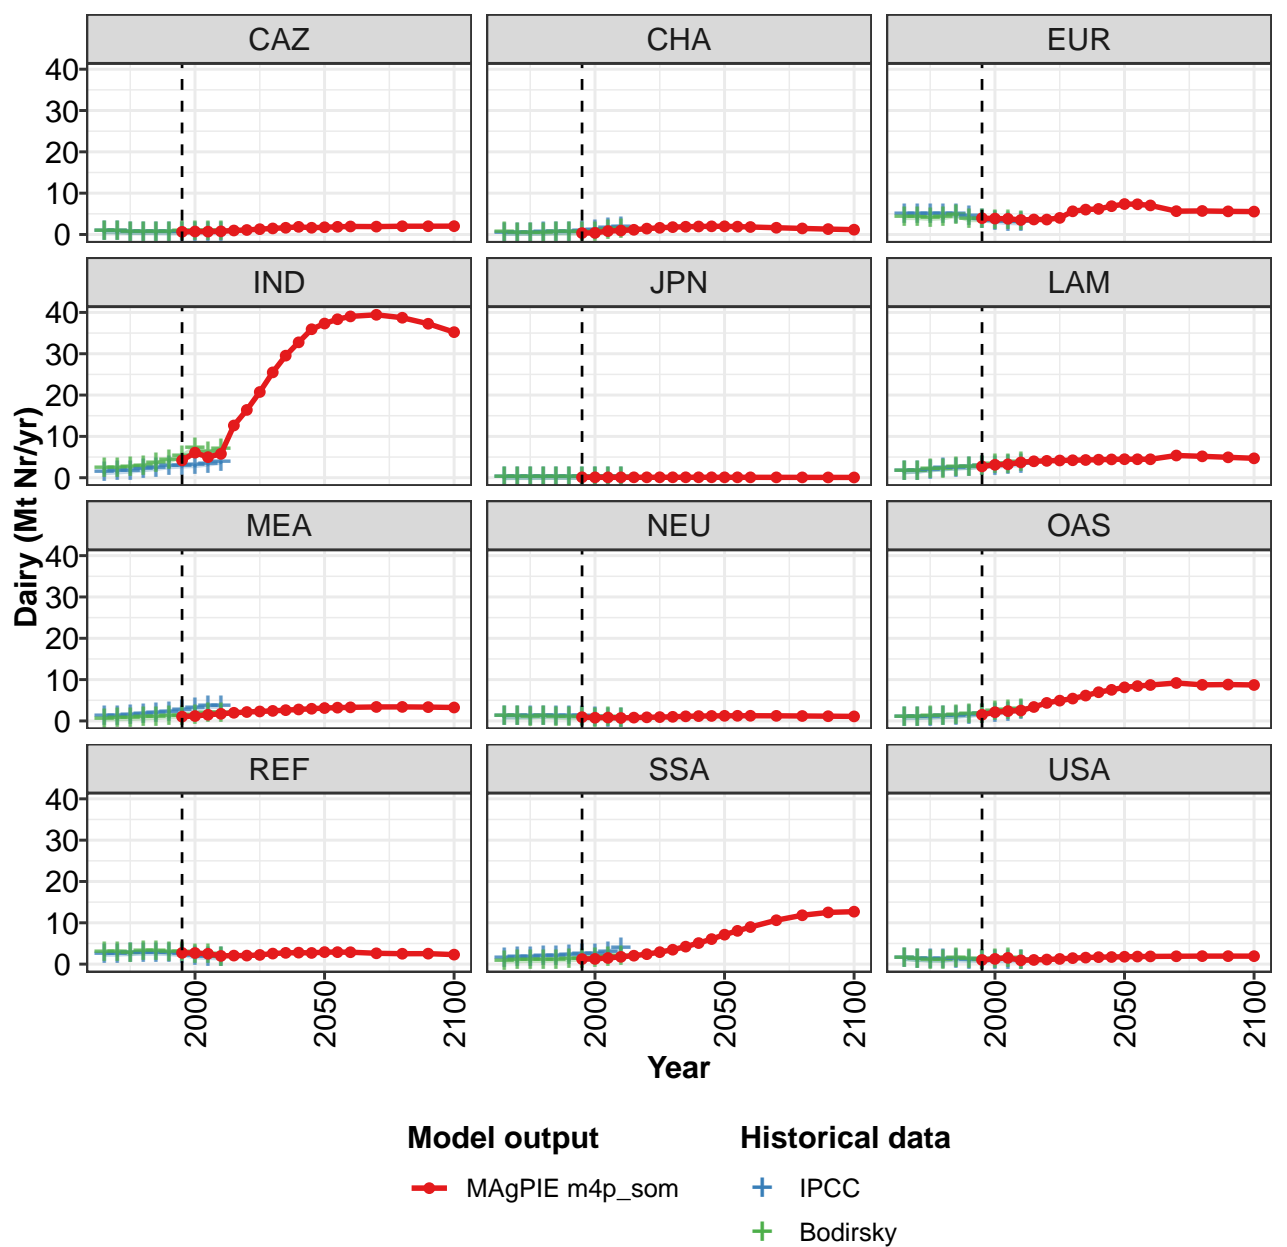 CAZ CHA EUR
40
30
20
10
0
IND JPN LAM
40
30
20
10
0
MEA NEU OAS
40
30
20
10
0
REF SSA USA
40
30
20
10
0
Dairy (Mt Nr/yr)
2000 2050 2100 2000 2050 2100 2000 2050 2100
Year
Model output Historical data
MAgPIE m4p_som IPCC
Bodirsky